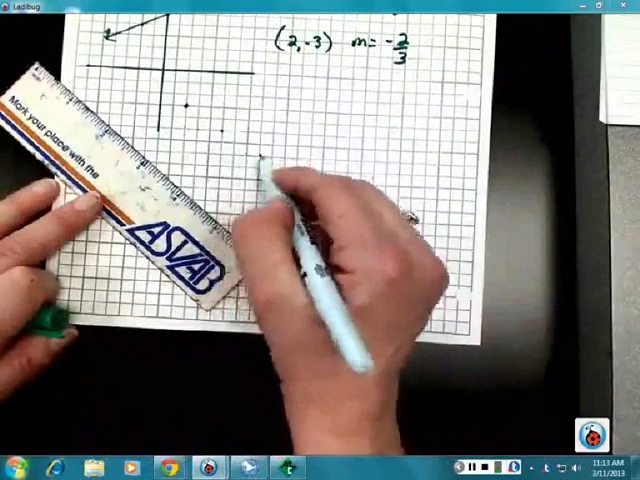 Ladibug
(2, -3) m = -2/3
Mark your place with the
ASVAB
11:13 AM
3/11/2013